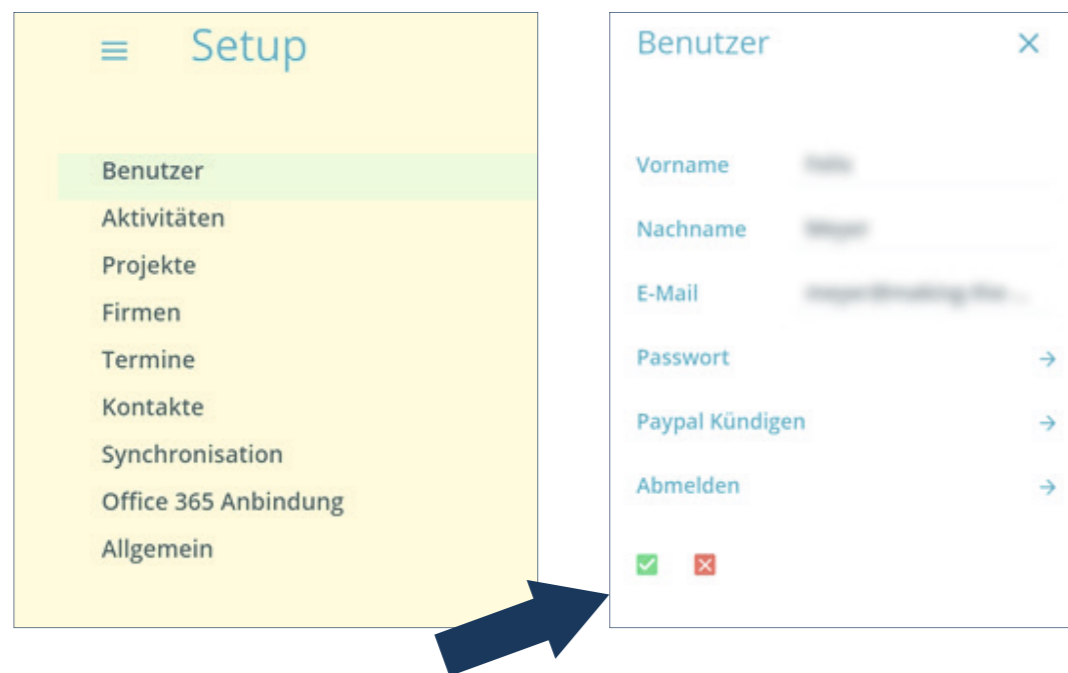 Setup
Benutzer
Aktivitäten
Projekte
Firmen
Termine
Kontakte
Synchronisation
Office 365 Anbindung
Allgemein
Benutzer
Vorname
Nachname
E-Mail
Passwort
Paypal Kündigen
Abmelden